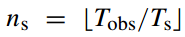 n_s = ⌊T_obs/T_s⌋